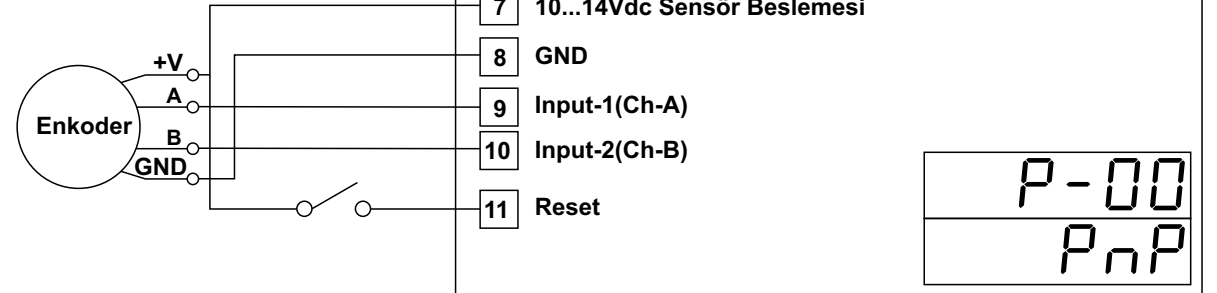 7 10...14Vdc Sensör Beslemesi
+V 8 GND
A 9 Input-1(Ch-A)
Enkoder
B 10 Input-2(Ch-B)
GND
P-00
11 Reset
PnP